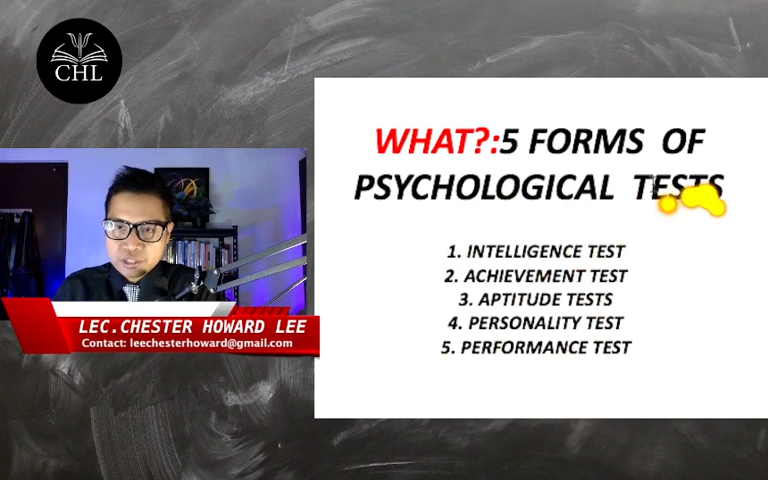 CHL
WHAT?:5 FORMS OF
PSYCHOLOGICAL TESTS
1. INTELLIGENCE TEST
2. ACHIEVEMENT TEST
3. APTITUDE TESTS
4. PERSONALITY TEST
5. PERFORMANCE TEST
LEC.CHESTER HOWARD LEE
Contact: leechesterhoward@gmail.com